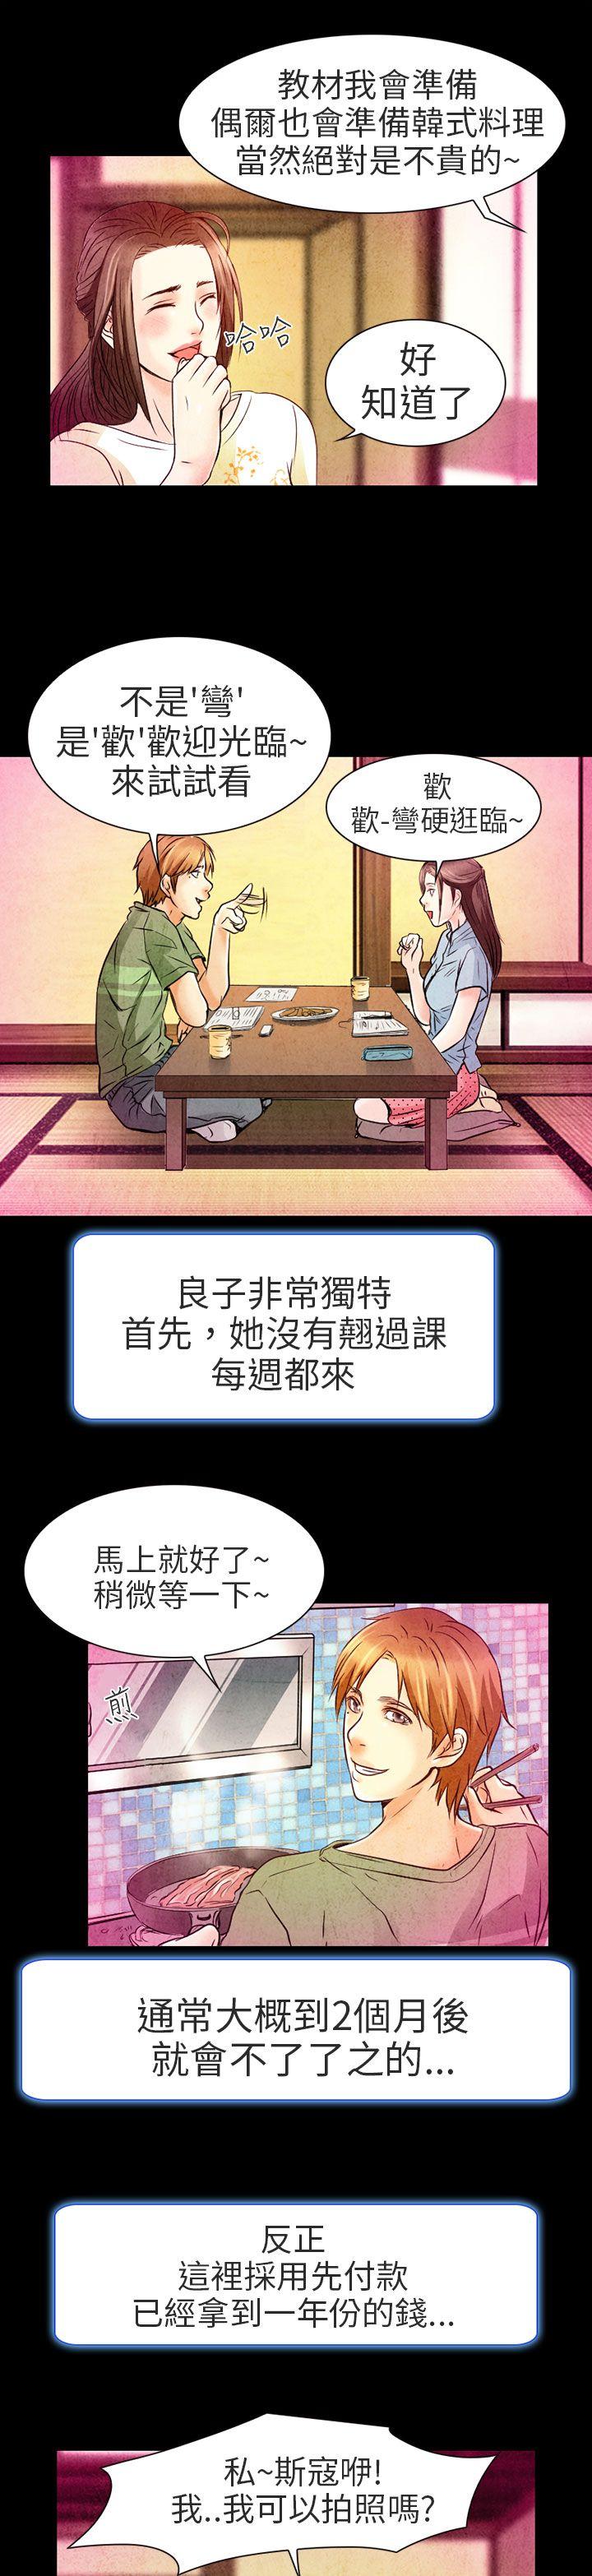 教材我會準備
偶爾也會準備韓式料理
當然絕對是不貴的~
哈哈
好
知道了
不是'彎'
是'歡'歡迎光臨~
來試試看
歡
歡-彎硬逛臨~
良子非常獨特
首先，她沒有翹過課
每週都來
馬上就好了~
稍微等一下~
煎
通常大概到2個月後
就會不了了之的...
反正
這裡採用先付款
已經拿到一年份的錢...
私~斯寇咿!
我..我可以拍照嗎?